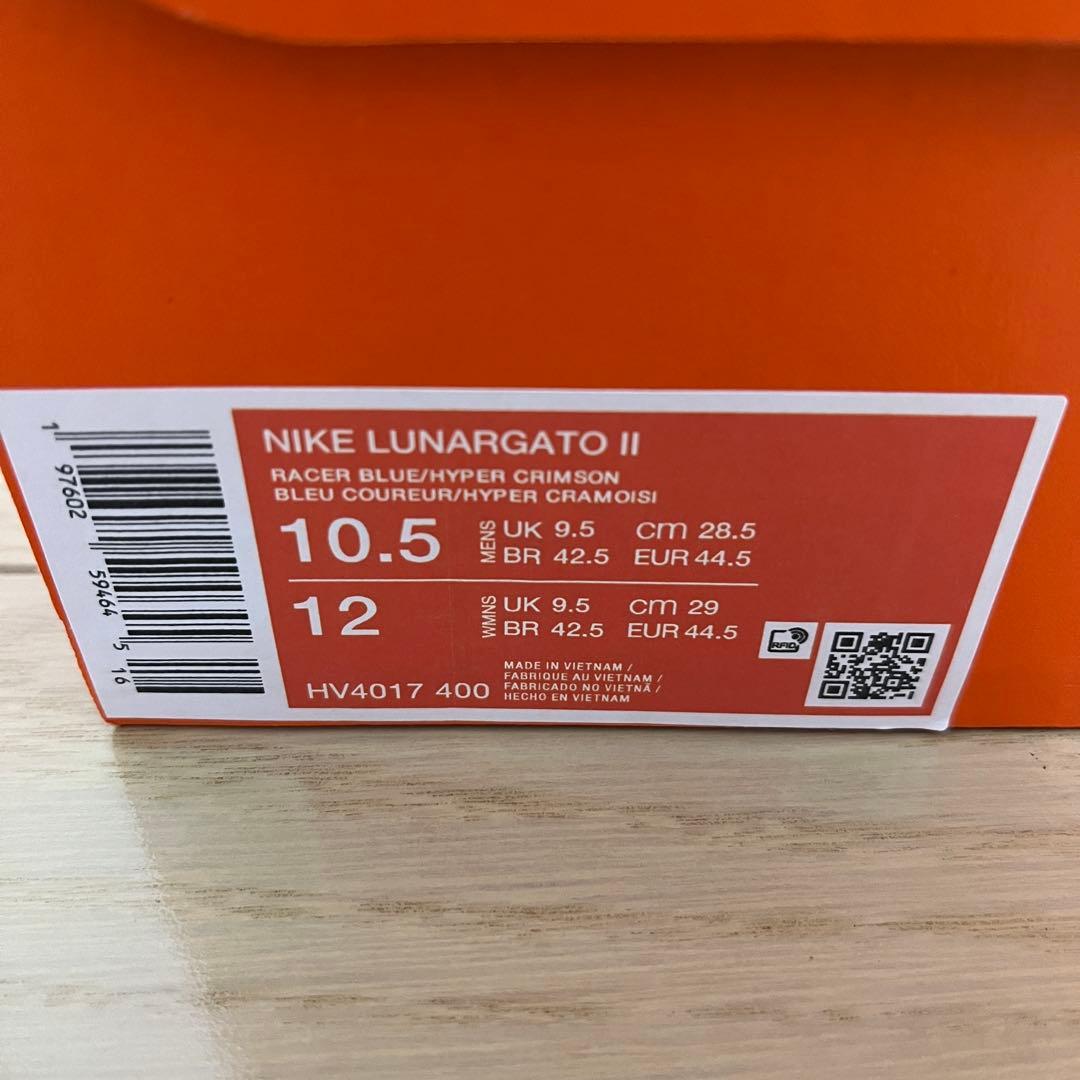 NIKE LUNARGATO II
RACER BLUE/HYPER CRIMSON
BLEU COUREUR/HYPER CRAMOISI
10.5 MENS UK 9.5 cm 28.5
BR 42.5 EUR 44.5
12 WMNS UK 9.5 cm 29
BR 42.5 EUR 44.5
HV4017 400
MADE IN VIETNAM /
FABRIQUE AU VIETNAM /
FABRICADO NO VIETNÃ /
HECHO EN VIETNAM
RFID
1 97602 59464 5 16